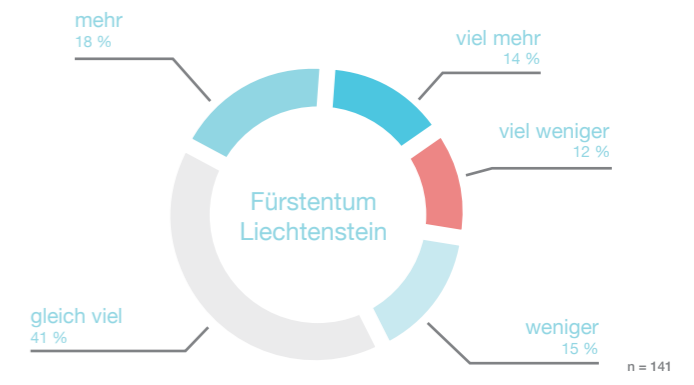 mehr
18 %
viel mehr
14 %
viel weniger
12 %
Fürstentum
Liechtenstein
gleich viel
41 %
weniger
15 %
n = 141